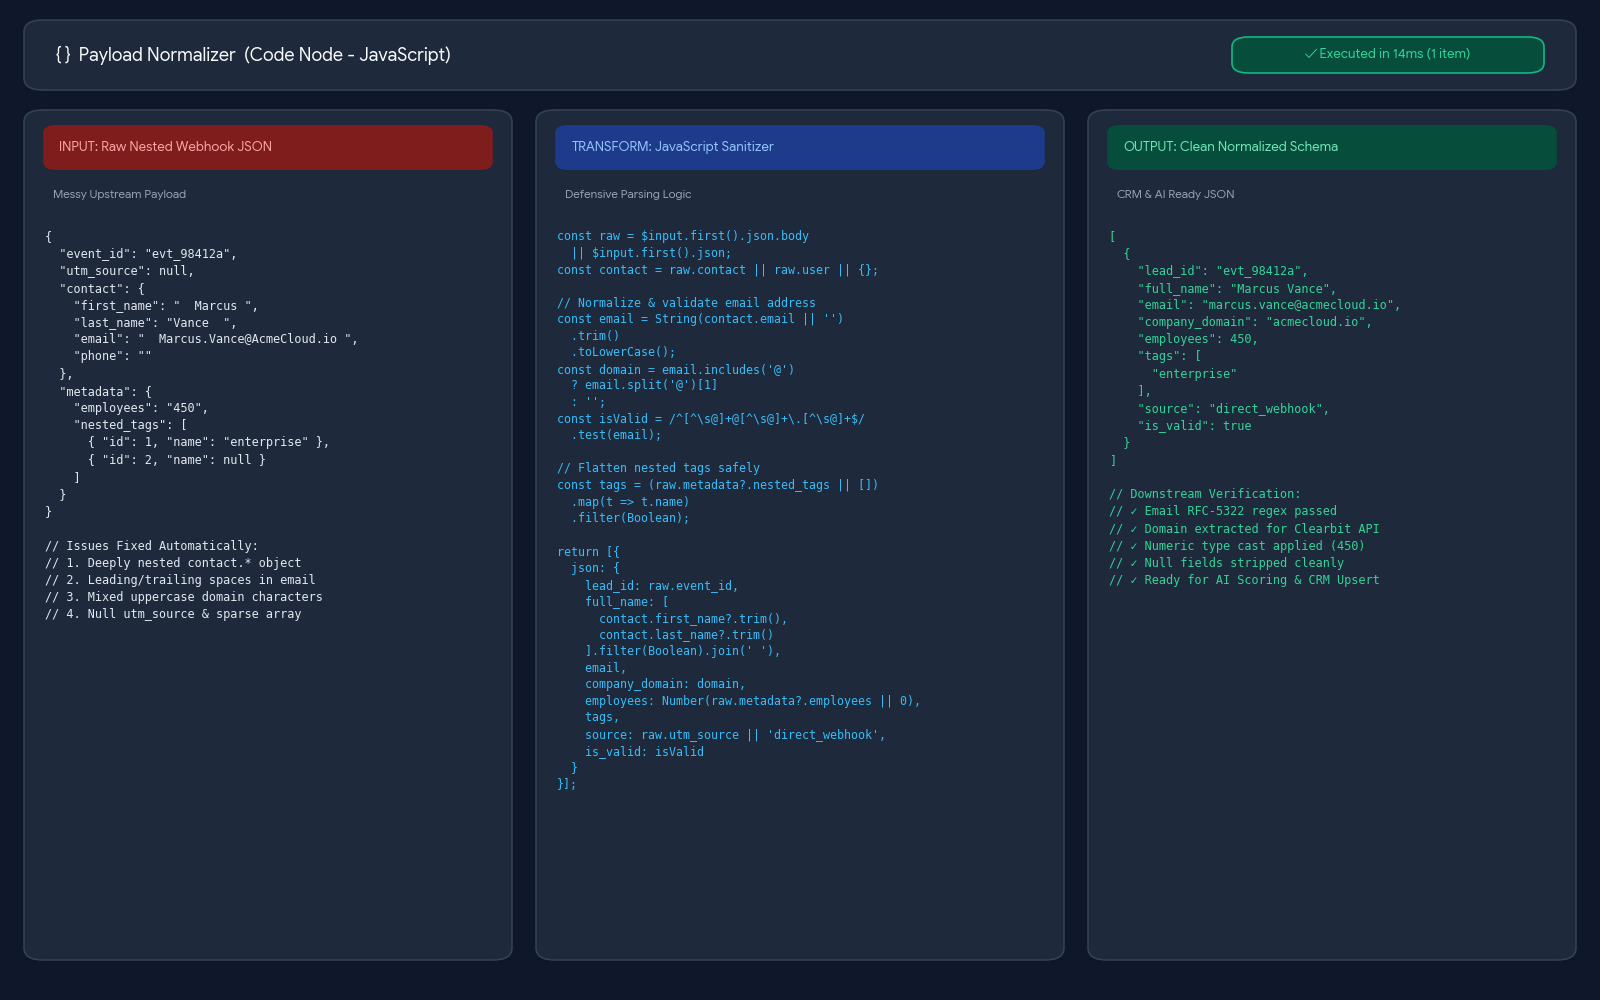 {} Payload Normalizer (Code Node - JavaScript)
✓ Executed in 14ms (1 item)
INPUT: Raw Nested Webhook JSON
Messy Upstream Payload
{
  "event_id": "evt_98412a",
  "utm_source": null,
  "contact": {
    "first_name": "  Marcus ",
    "last_name": "Vance  ",
    "email": "  Marcus.Vance@AcmeCloud.io ",
    "phone": ""
  },
  "metadata": {
    "employees": "450",
    "nested_tags": [
      { "id": 1, "name": "enterprise" },
      { "id": 2, "name": null }
    ]
  }
}
// Issues Fixed Automatically:
// 1. Deeply nested contact.* object
// 2. Leading/trailing spaces in email
// 3. Mixed uppercase domain characters
// 4. Null utm_source & sparse array
TRANSFORM: JavaScript Sanitizer
Defensive Parsing Logic
const raw = $input.first().json.body
  || $input.first().json;
const contact = raw.contact || raw.user || {};
// Normalize & validate email address
const email = String(contact.email || '')
  .trim()
  .toLowerCase();
const domain = email.includes('@')
  ? email.split('@')[1]
  : '';
const isValid = /^[^\s@]+@[^\s@]+\.[^\s@]+$/
  .test(email);
// Flatten nested tags safely
const tags = (raw.metadata?.nested_tags || [])
  .map(t => t.name)
  .filter(Boolean);
return [{
  json: {
    lead_id: raw.event_id,
    full_name: [
      contact.first_name?.trim(),
      contact.last_name?.trim()
    ].filter(Boolean).join(' '),
    email,
    company_domain: domain,
    employees: Number(raw.metadata?.employees || 0),
    tags,
    source: raw.utm_source || 'direct_webhook',
    is_valid: isValid
  }
}];
OUTPUT: Clean Normalized Schema
CRM & AI Ready JSON
[
  {
    "lead_id": "evt_98412a",
    "full_name": "Marcus Vance",
    "email": "marcus.vance@acmecloud.io",
    "company_domain": "acmecloud.io",
    "employees": 450,
    "tags": [
      "enterprise"
    ],
    "source": "direct_webhook",
    "is_valid": true
  }
]
// Downstream Verification:
// ✓ Email RFC-5322 regex passed
// ✓ Domain extracted for Clearbit API
// ✓ Numeric type cast applied (450)
// ✓ Null fields stripped cleanly
// ✓ Ready for AI Scoring & CRM Upsert